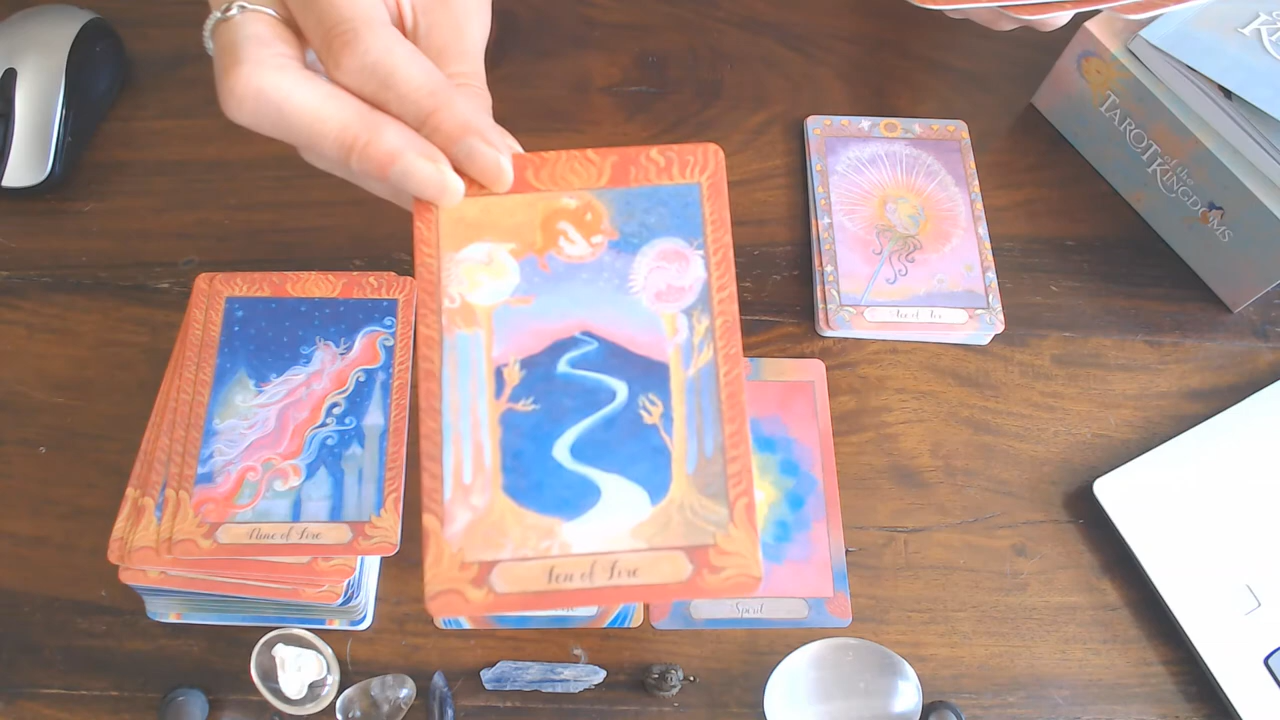 TAROT of the KINGDOMS
Nine of Fire
Ten of Fire
Spirit